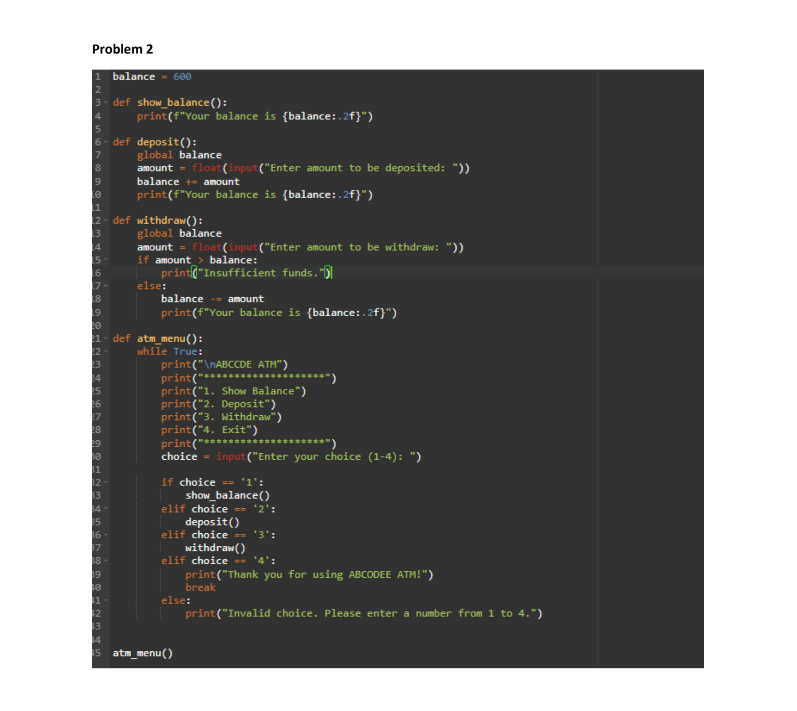 Problem 2
1 balance = 600
2
3 def show_balance():
4 print(f"Your balance is {balance:.2f}")
5
6 def deposit():
7 global balance
8 amount = float(input("Enter amount to be deposited: "))
9 balance += amount
0 print(f"Your balance is {balance:.2f}")
11
12 def withdraw():
13 global balance
14 amount = float(input("Enter amount to be withdraw: "))
15 if amount > balance:
16 print("Insufficient funds.")
17 else:
18 balance -= amount
19 print(f"Your balance is {balance:.2f}")
20
21 def atm_menu():
22 while True:
23 print("\nABCCDE ATM")
24 print("********************")
25 print("1. Show Balance")
26 print("2. Deposit")
27 print("3. Withdraw")
28 print("4. Exit")
29 print("********************")
30 choice = input("Enter your choice (1-4): ")
31
32 if choice == '1':
33 show_balance()
34 elif choice == '2':
35 deposit()
36 elif choice == '3':
37 withdraw()
38 elif choice == '4':
39 print("Thank you for using ABCODEE ATM!")
40 break
41 else:
42 print("Invalid choice. Please enter a number from 1 to 4.")
43
44
45 atm_menu()